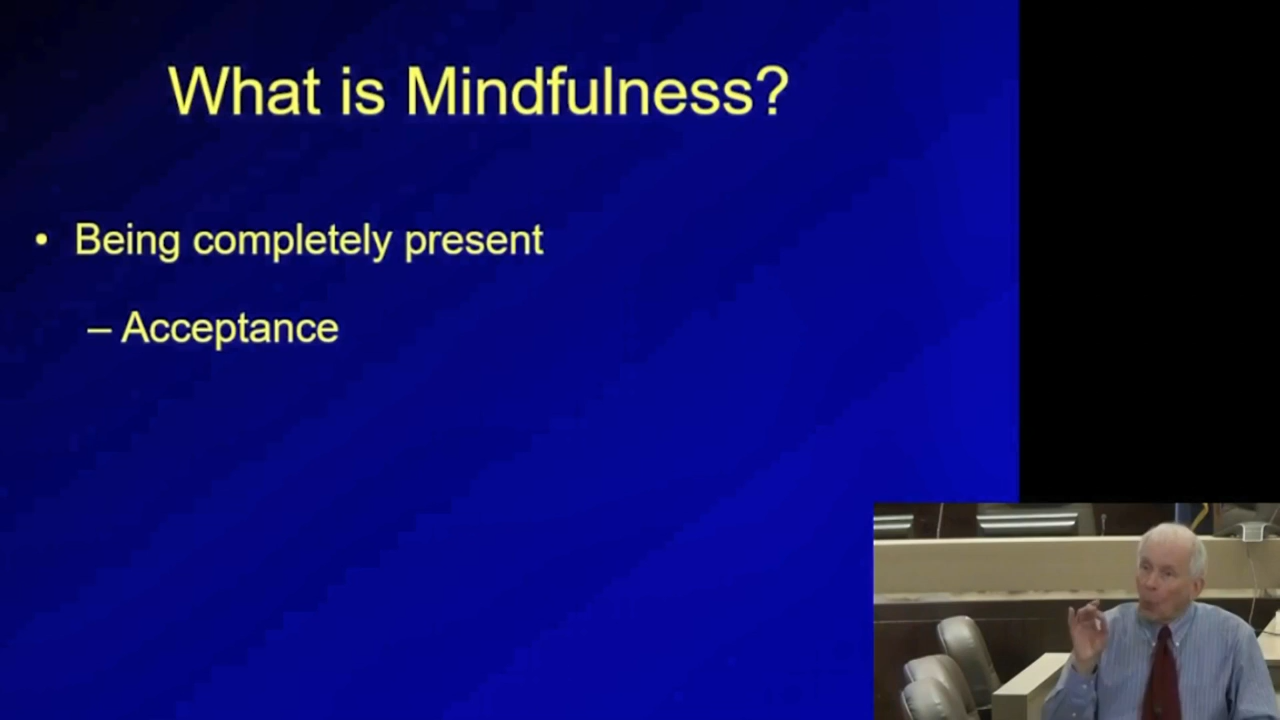 What is Mindfulness?
• Being completely present
– Acceptance